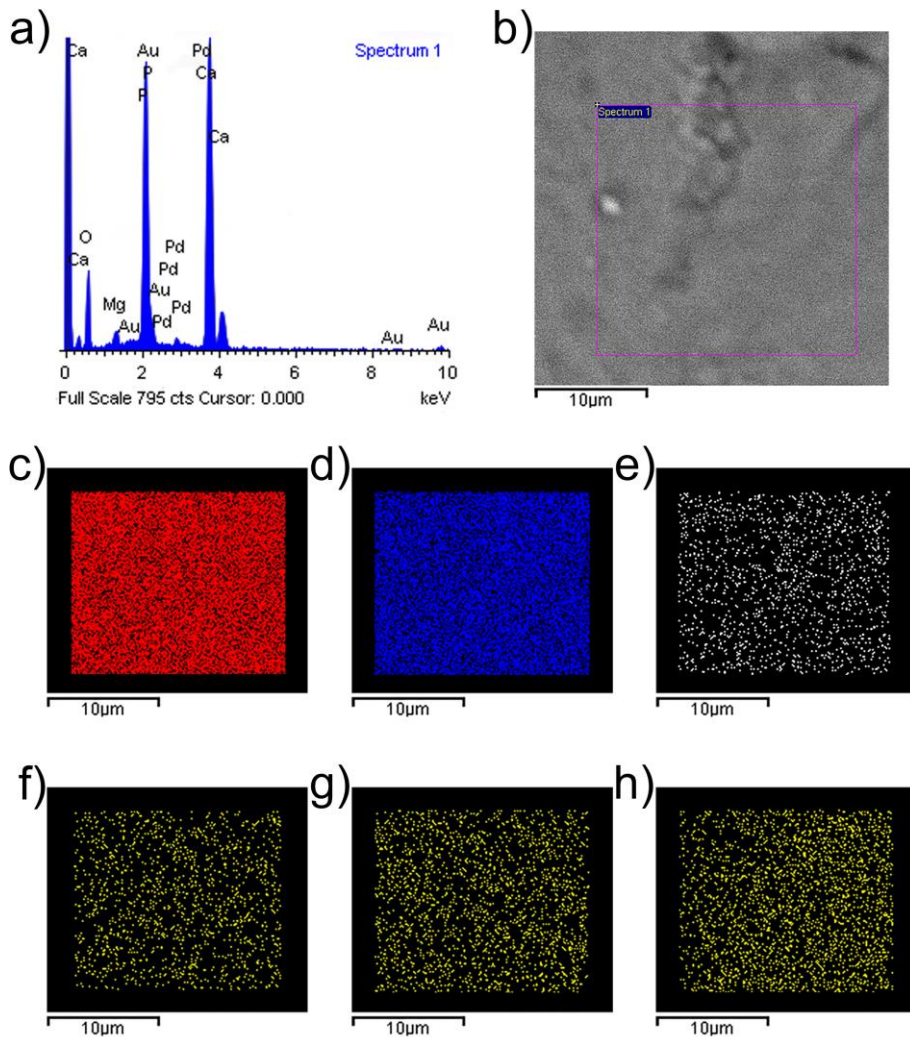 a)
Ca
Au
Pd
Spectrum 1
P
Ca
P
Ca
O
Ca
Pd
Pd
Mg
Au
Pd
Au
Pd
Au
Au
0
2
4
6
8
10
Full Scale 795 cts Cursor: 0.000
keV
b)
Spectrum 1
10µm
c)
d)
e)
10µm
10µm
10µm
f)
g)
h)
10µm
10µm
10µm